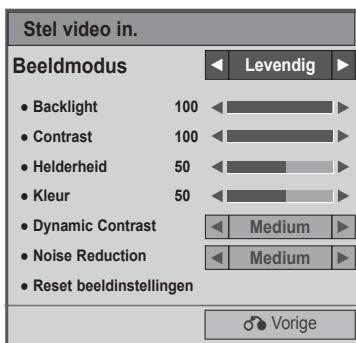 Stel video in.
Beeldmodus ◀ Levendig ▶
● Backlight 100
● Contrast 100
● Helderheid 50
● Kleur 50
● Dynamic Contrast ◀ Medium ▶
● Noise Reduction ◀ Medium ▶
● Reset beeldinstellingen
Vorige